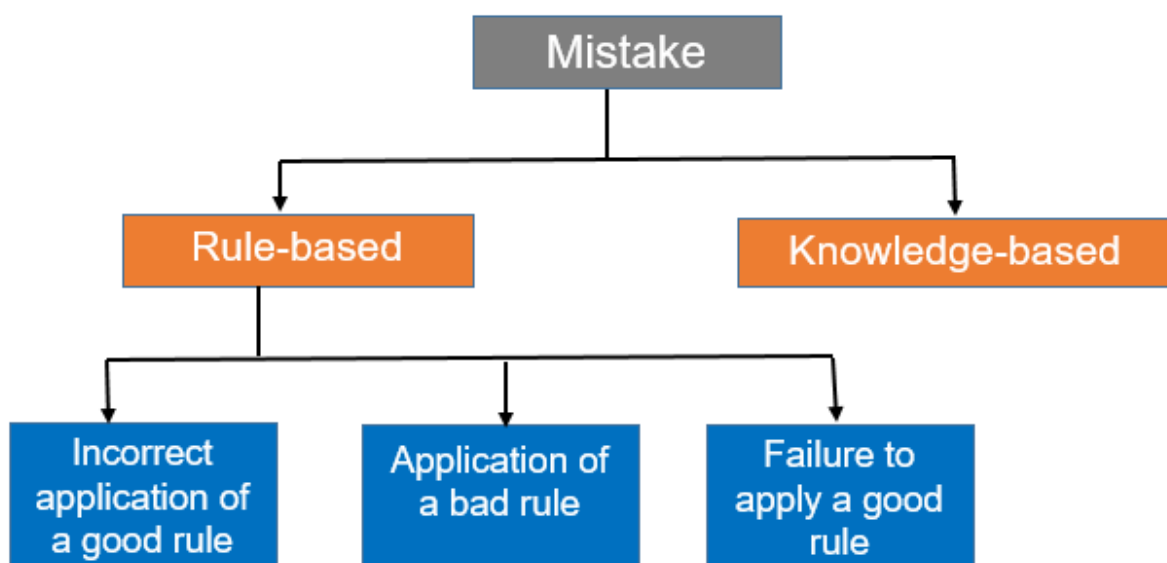 Mistake
Rule-based
Knowledge-based
Incorrect
application of
a good rule
Application of
a bad rule
Failure to
apply a good
rule